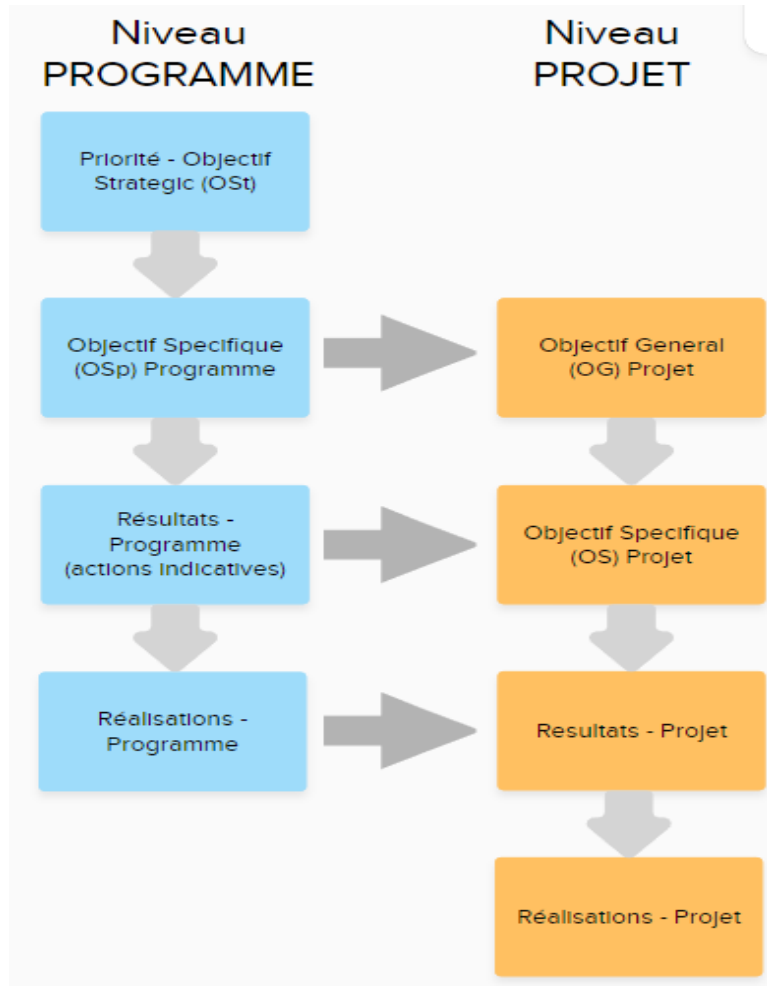 Niveau
PROGRAMME
Niveau
PROJET
Priorité - Objectif
Strategic (OSt)
Objectif Specifique
(OSp) Programme
Objectif General
(OG) Projet
Résultats -
Programme
(actions indicatives)
Objectif Specifique
(OS) Projet
Réalisations -
Programme
Resultats - Projet
Réalisations - Projet